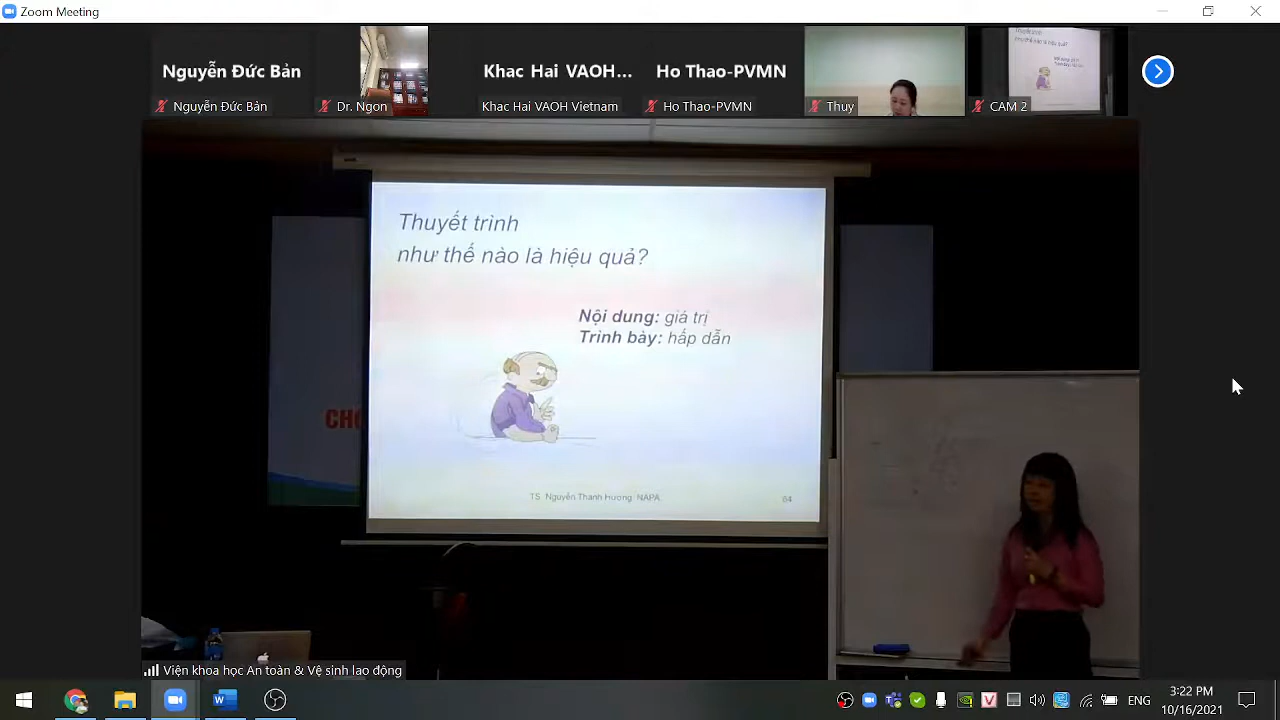 Zoom Meeting
Nguyễn Đức Bản
Khac Hai VAOH...
Ho Thao-PVMN
Nguyễn Đức Bản
Dr. Ngon
Khac Hai VAOH Vietnam
Ho Thao-PVMN
Thuy
CAM 2
Thuyết trình
như thế nào là hiệu quả?
Nội dung: giá trị
Trình bày: hấp dẫn
TS. Nguyễn Thanh Hương NAPA
64
CHO
Viện khoa học An toàn & Vệ sinh lao động
ENG
3:22 PM
10/16/2021